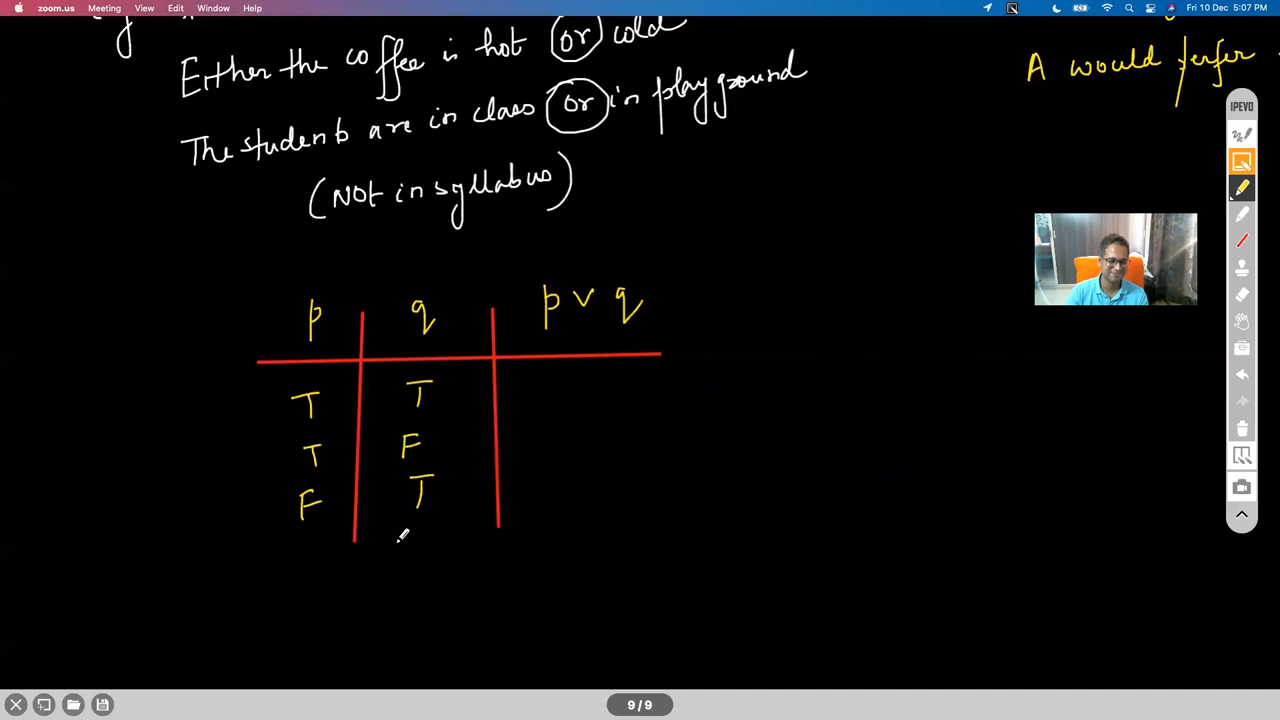 zoom.us Meeting View Edit Window Help Fri 10 Dec 5:07 PM
Either the coffee is hot or cold
A would perfer
The students are in class or in playground
(Not in syllabus)
IPEVO
p q p ∨ q
T T
T F
F T
9/9